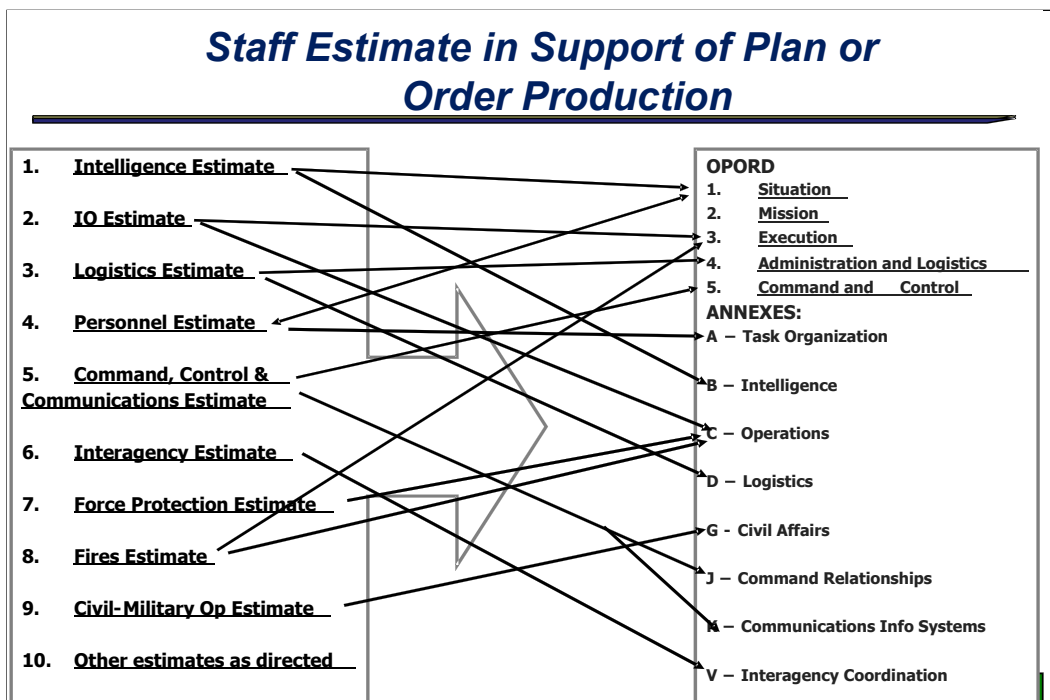 Staff Estimate in Support of Plan or
Order Production
1. Intelligence Estimate
2. IO Estimate
3. Logistics Estimate
4. Personnel Estimate
5. Command, Control &
Communications Estimate
6. Interagency Estimate
7. Force Protection Estimate
8. Fires Estimate
9. Civil-Military Op Estimate
10. Other estimates as directed
OPORD
1. Situation
2. Mission
3. Execution
4. Administration and Logistics
5. Command and Control
ANNEXES:
A – Task Organization
B – Intelligence
C – Operations
D – Logistics
G - Civil Affairs
J – Command Relationships
K – Communications Info Systems
V – Interagency Coordination